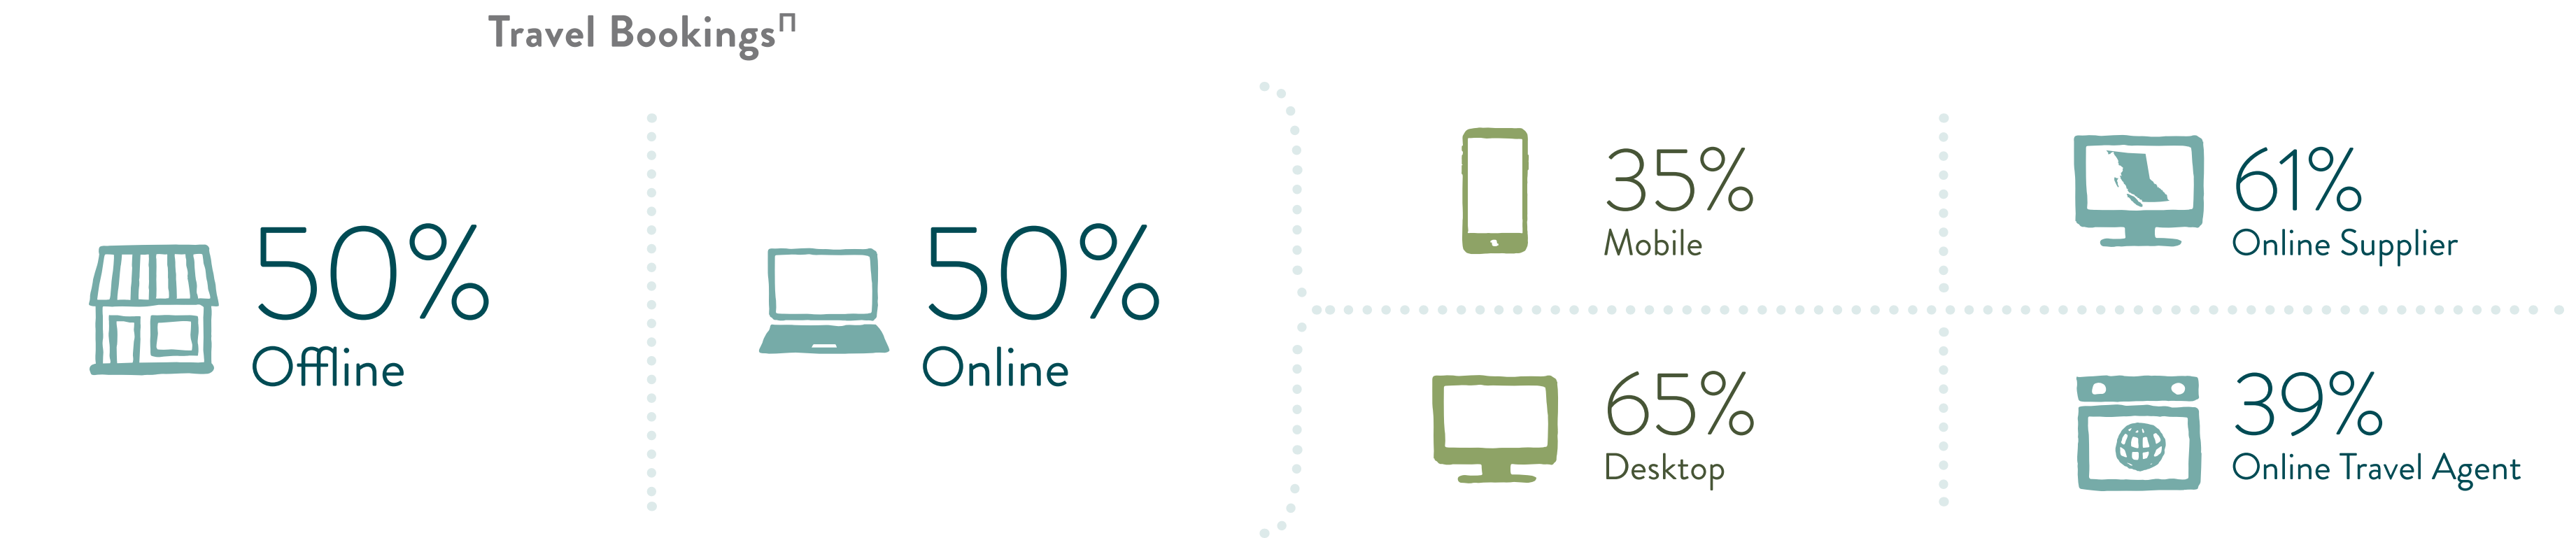 Travel Bookings∏
50%
Offline
50%
Online
35%
Mobile
65%
Desktop
61%
Online Supplier
39%
Online Travel Agent